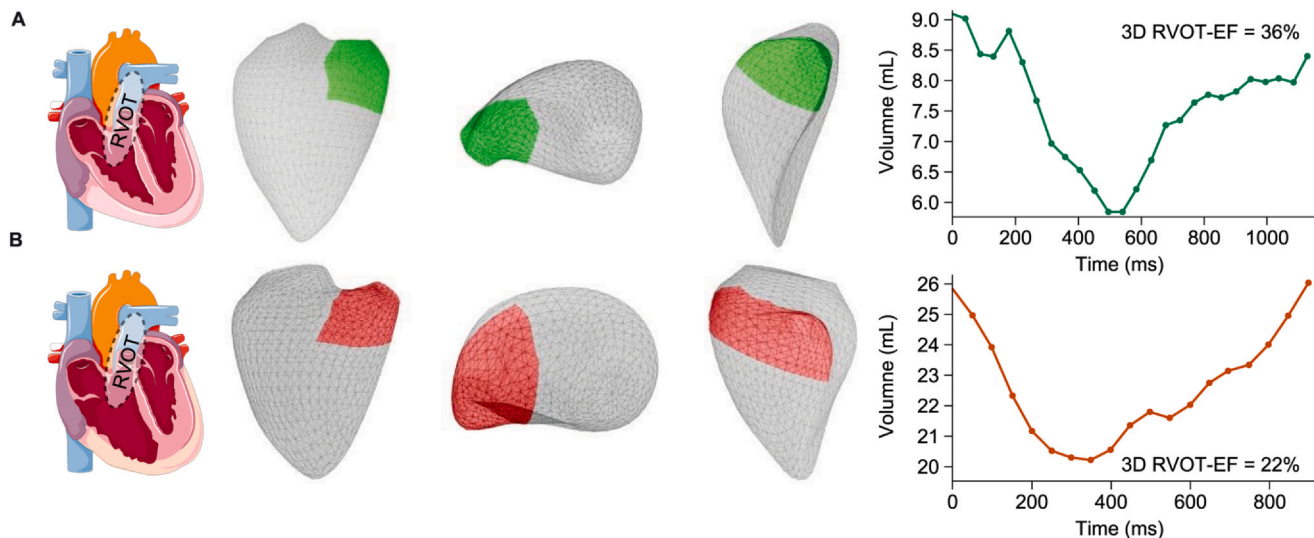 A
RVOT
3D RVOT-EF = 36%
Volumne (mL)
9.0
8.5
8.0
7.5
7.0
6.5
6.0
0 200 400 600 800 1000
Time (ms)
B
RVOT
Volumne (mL)
26
25
24
23
22
21
20
3D RVOT-EF = 22%
0 200 400 600 800
Time (ms)